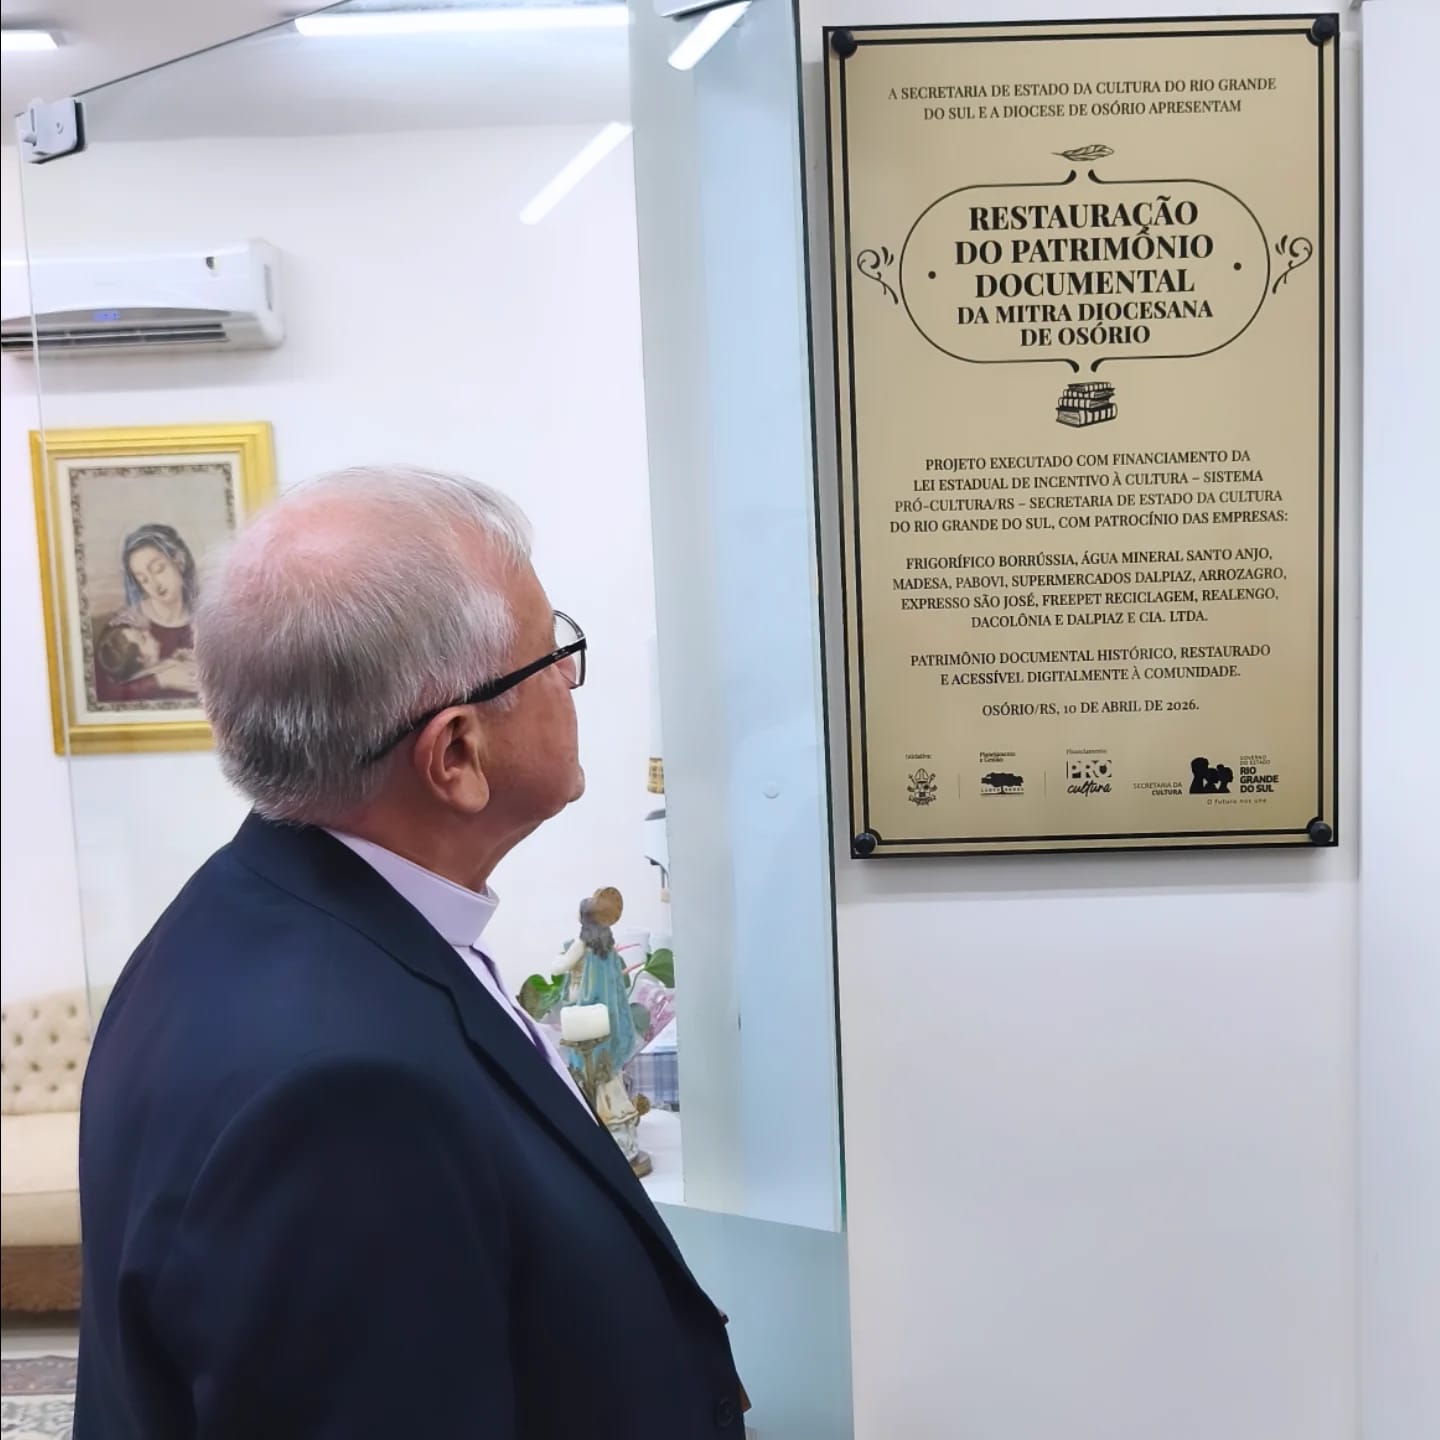 A SECRETARIA DE ESTADO DA CULTURA DO RIO GRANDE
DO SUL E A DIOCESE DE OSÓRIO APRESENTAM
RESTAURAÇÃO
DO PATRIMÔNIO
DOCUMENTAL
DA MITRA DIOCESANA
DE OSÓRIO
PROJETO EXECUTADO COM FINANCIAMENTO DA
LEI ESTADUAL DE INCENTIVO À CULTURA – SISTEMA
PRÓ-CULTURA/RS – SECRETARIA DE ESTADO DA CULTURA
DO RIO GRANDE DO SUL, COM PATROCÍNIO DAS EMPRESAS:
FRIGORÍFICO BORRÚSSIA, ÁGUA MINERAL SANTO ANJO,
MADESA, PABOVI, SUPERMERCADOS DALPIAZ, ARROZAGRO,
EXPRESSO SÃO JOSÉ, FREEPET RECICLAGEM, REALENGO,
DACOLÔNIA E DALPIAZ E CIA. LTDA.
PATRIMÔNIO DOCUMENTAL HISTÓRICO, RESTAURADO
E ACESSÍVEL DIGITALMENTE À COMUNIDADE.
OSÓRIO/RS, 10 DE ABRIL DE 2026.
Iniciativa:
Planejamento
e Gestão:
Financiamento:
PRÓ
cultura
SECRETARIA DA
CULTURA
GOVERNO
DO ESTADO
RIO
GRANDE
DO SUL
O futuro nos une